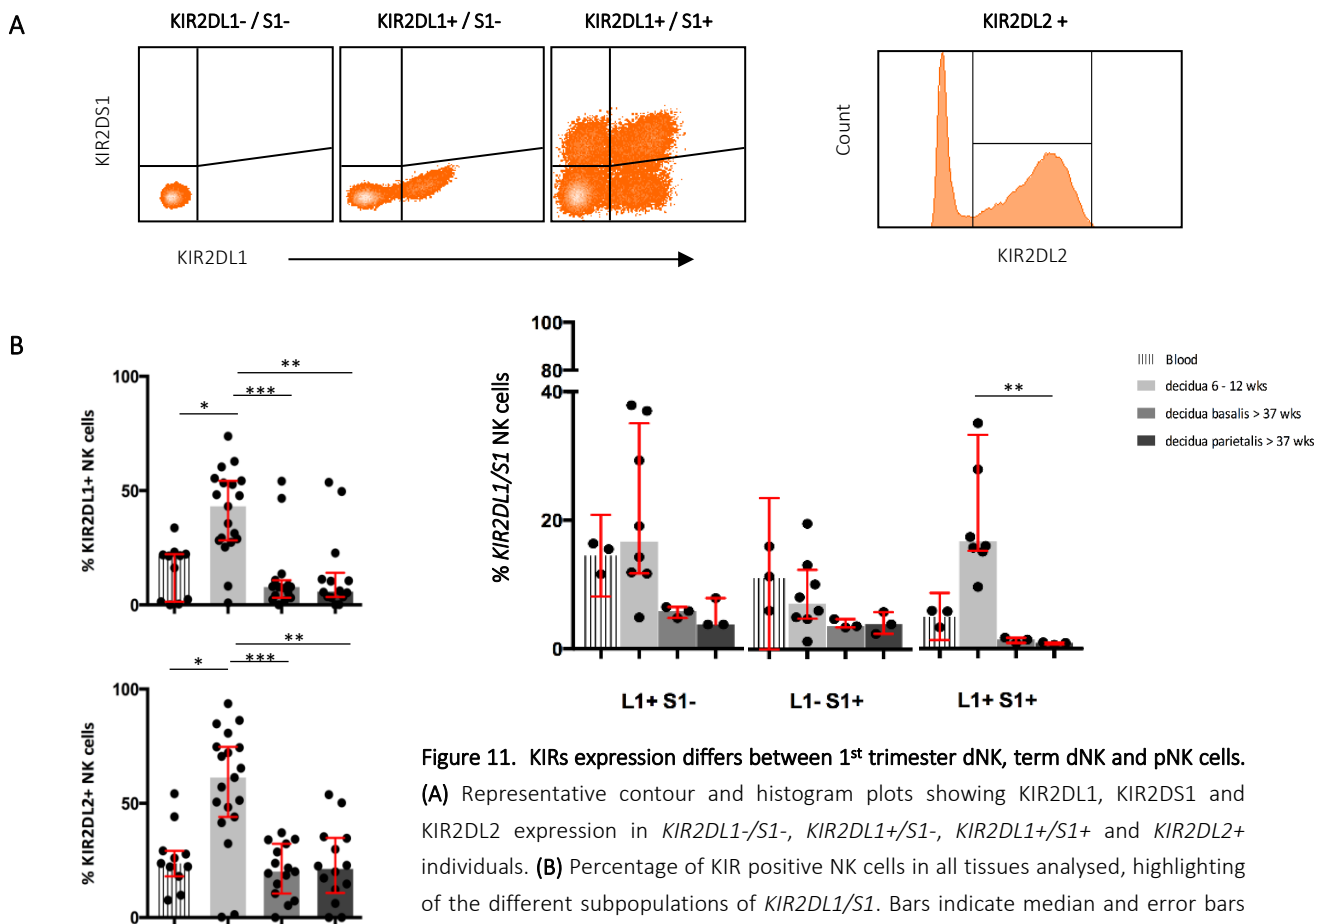 A
KIR2DL1- / S1-
KIR2DL1+ / S1-
KIR2DL1+ / S1+
KIR2DL2 +
KIR2DS1
KIR2DL1
Count
KIR2DL2
B
% KIR2DL1+ NK cells
100
50
0
*
***
**
% KIR2DL2+ NK cells
100
50
0
*
***
**
% KIR2DL1/S1 NK cells
100
80
40
20
0
**
L1+ S1-
L1- S1+
L1+ S1+
Blood
decidua 6 - 12 wks
decidua basalis > 37 wks
decidua parietalis > 37 wks
Figure 11. KIRs expression differs between 1st trimester dNK, term dNK and pNK cells.
(A) Representative contour and histogram plots showing KIR2DL1, KIR2DS1 and
KIR2DL2 expression in KIR2DL1-/S1-, KIR2DL1+/S1-, KIR2DL1+/S1+ and KIR2DL2+
individuals. (B) Percentage of KIR positive NK cells in all tissues analysed, highlighting
of the different subpopulations of KIR2DL1/S1. Bars indicate median and error bars